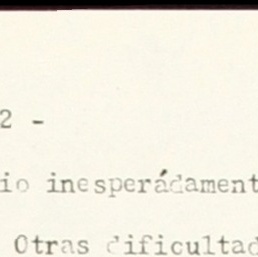 2 -
io inesperádament
Otras dificultad